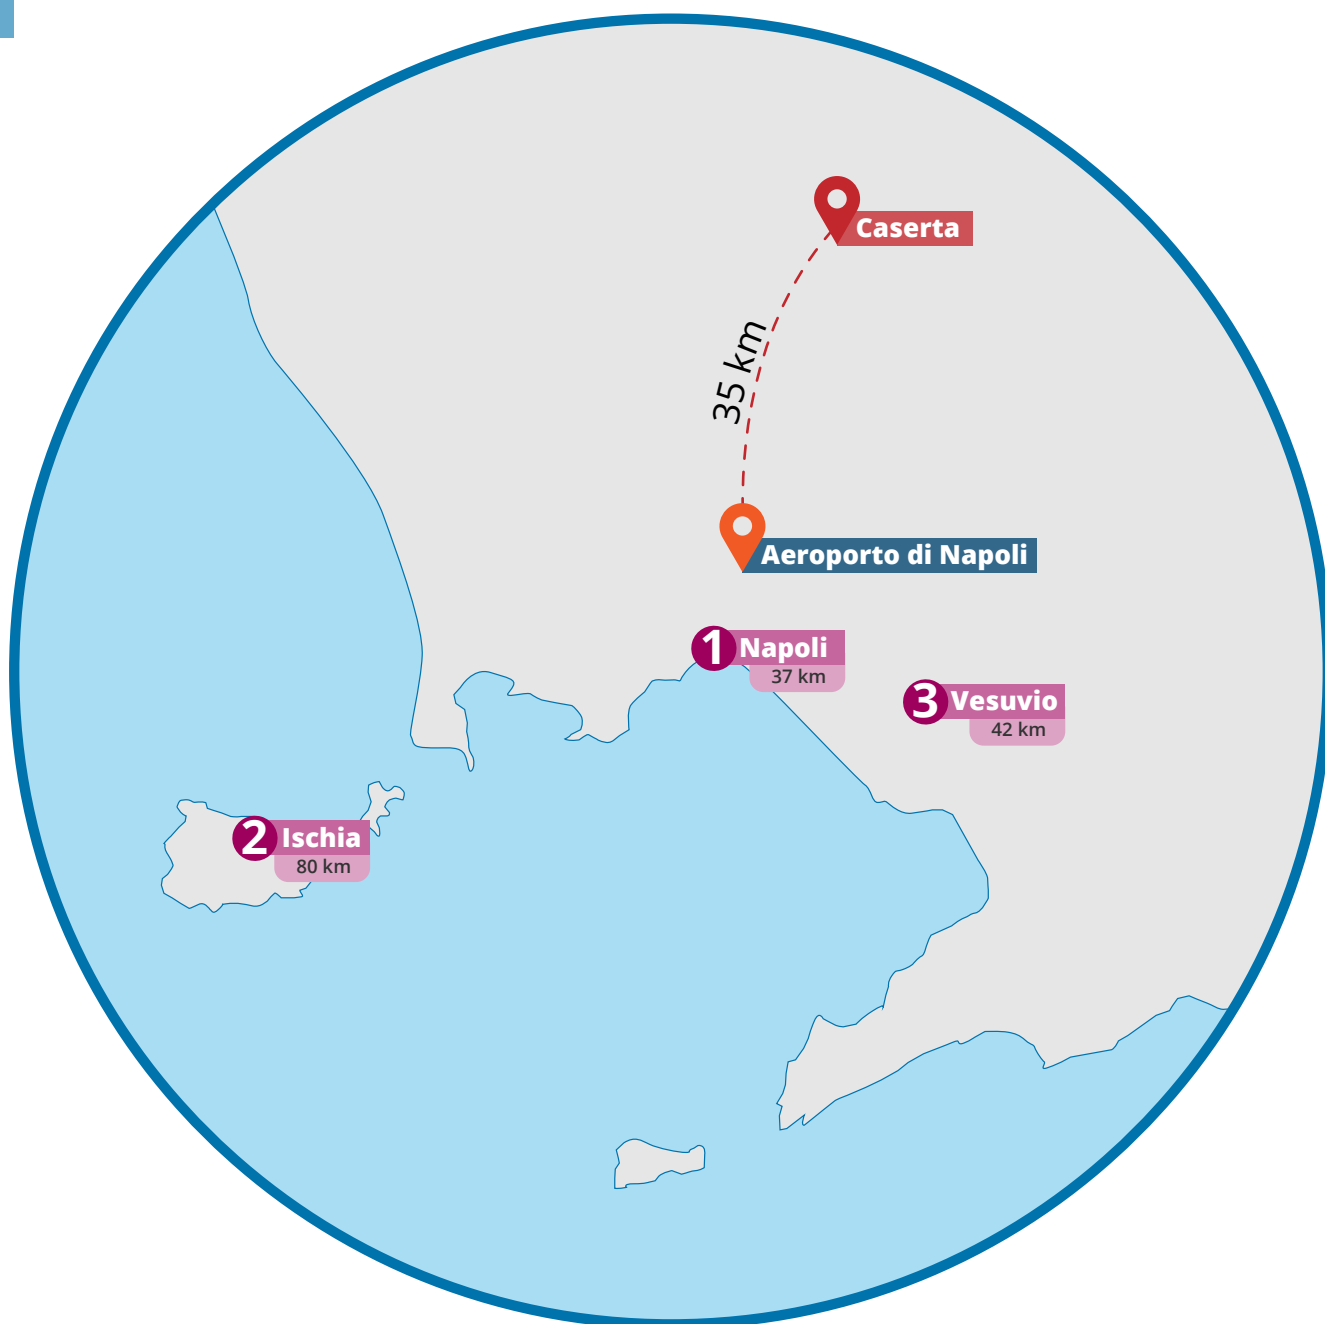 Caserta
35 km
Aeroporto di Napoli
1 Napoli
37 km
3 Vesuvio
42 km
2 Ischia
80 km